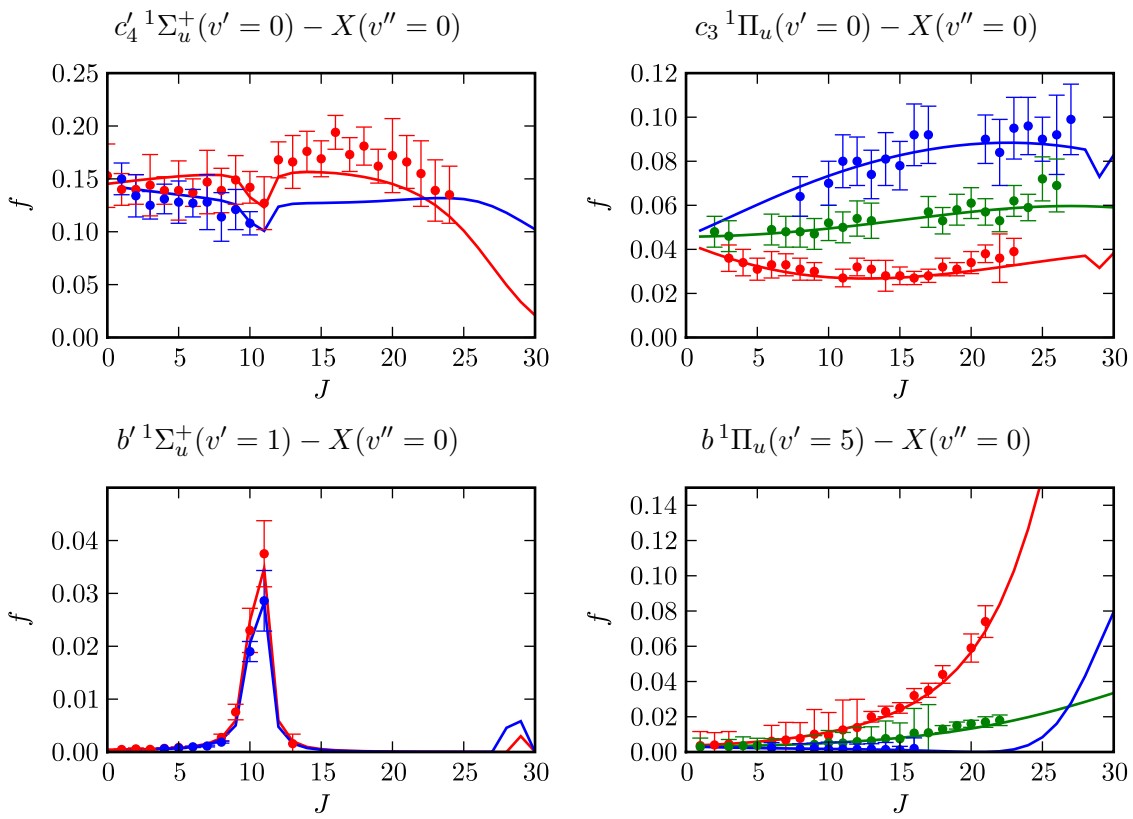 c′₄ ¹Σ⁺ᵤ(v′ = 0) − X(v″ = 0)
0.25
0.20
0.15
0.10
0.05
0.00
f
0 5 10 15 20 25 30
J
c₃ ¹Πᵤ(v′ = 0) − X(v″ = 0)
0.12
0.10
0.08
0.06
0.04
0.02
0.00
f
0 5 10 15 20 25 30
J
b′ ¹Σ⁺ᵤ(v′ = 1) − X(v″ = 0)
0.04
0.03
0.02
0.01
0.00
f
0 5 10 15 20 25 30
J
b ¹Πᵤ(v′ = 5) − X(v″ = 0)
0.14
0.12
0.10
0.08
0.06
0.04
0.02
0.00
f
0 5 10 15 20 25 30
J